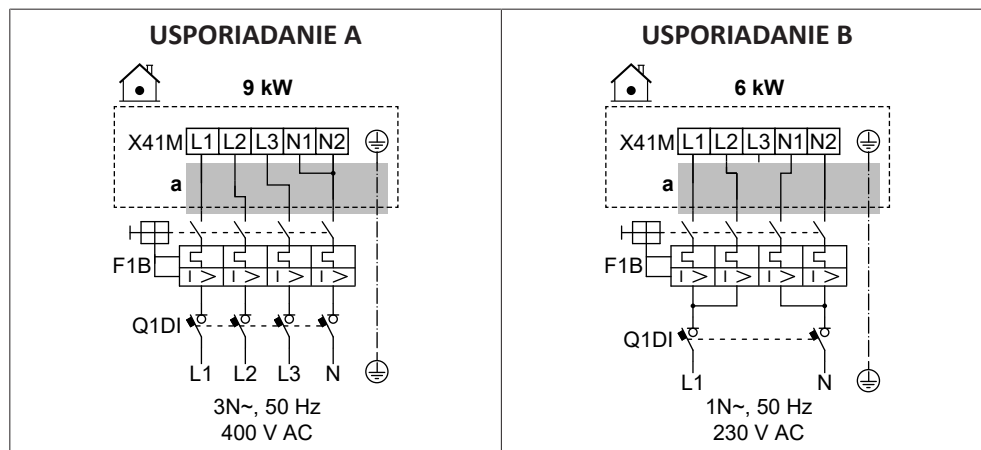 USPORIADANIE A
9 kW
X41M L1 L2 L3 N1 N2
a
F1B
I > I > I > I >
Q1DI
L1 L2 L3 N
3N~, 50 Hz
400 V AC
USPORIADANIE B
6 kW
X41M L1 L2 L3 N1 N2
a
F1B
I > I > I > I >
Q1DI
L1 N
1N~, 50 Hz
230 V AC